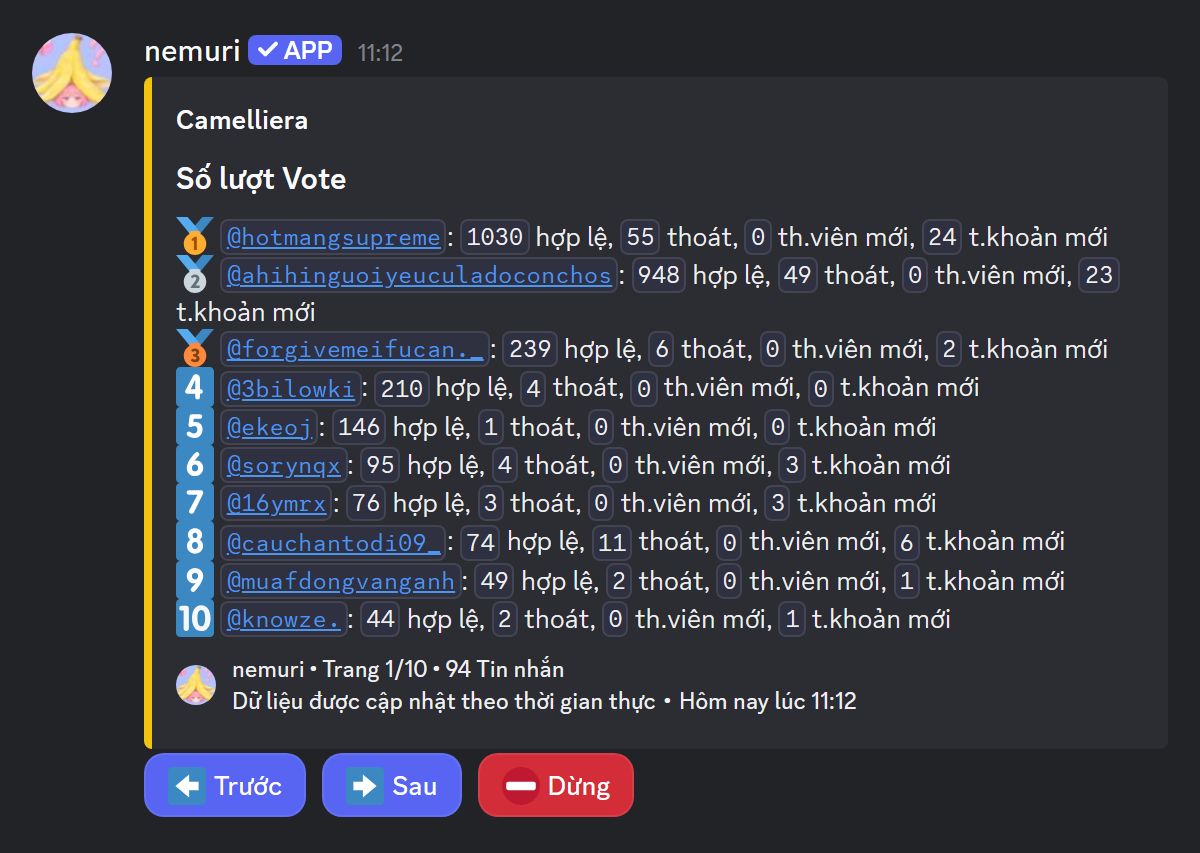 nemuri APP 11:12
Camelliera
Số lượt Vote
1 @hotmangsupreme: 1030 hợp lệ, 55 thoát, 0 th.viên mới, 24 t.khoản mới
2 @ahihinguoiyeuculadoconchos: 948 hợp lệ, 49 thoát, 0 th.viên mới, 23
t.khoản mới
3 @forgivemeifucan._: 239 hợp lệ, 6 thoát, 0 th.viên mới, 2 t.khoản mới
4 @3bilowki: 210 hợp lệ, 4 thoát, 0 th.viên mới, 0 t.khoản mới
5 @ekeoj: 146 hợp lệ, 1 thoát, 0 th.viên mới, 0 t.khoản mới
6 @sorynqx: 95 hợp lệ, 4 thoát, 0 th.viên mới, 3 t.khoản mới
7 @16ymrx: 76 hợp lệ, 3 thoát, 0 th.viên mới, 3 t.khoản mới
8 @cauchantodi09_: 74 hợp lệ, 11 thoát, 0 th.viên mới, 6 t.khoản mới
9 @muafdongvanganh: 49 hợp lệ, 2 thoát, 0 th.viên mới, 1 t.khoản mới
10 @knowze.: 44 hợp lệ, 2 thoát, 0 th.viên mới, 1 t.khoản mới
nemuri • Trang 1/10 • 94 Tin nhắn
Dữ liệu được cập nhật theo thời gian thực • Hôm nay lúc 11:12
Trước Sau Dừng